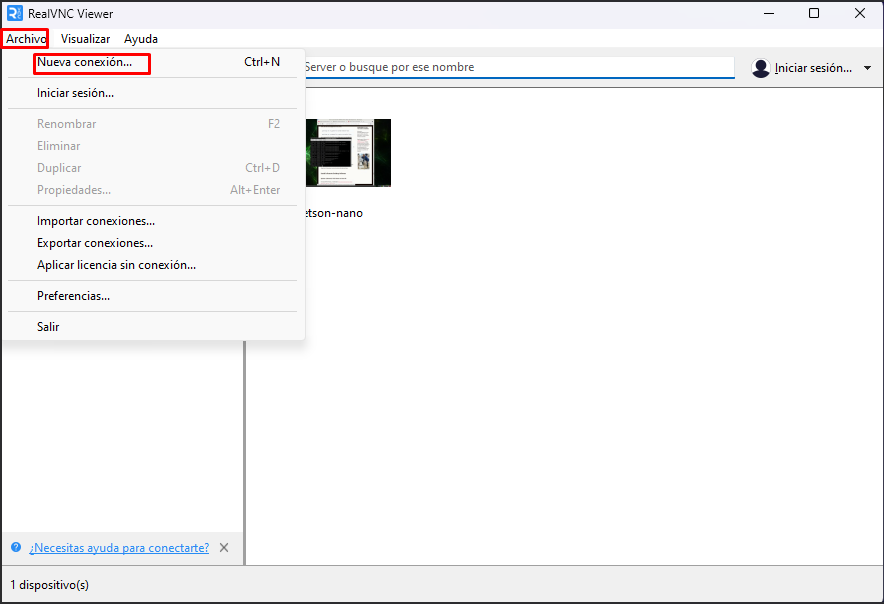 RealVNC Viewer
Archivo Visualizar Ayuda
Nueva conexión... Ctrl+N
Server o busque por ese nombre
Iniciar sesión...
Iniciar sesión...
Renombrar F2
Eliminar
Duplicar Ctrl+D
Propiedades... Alt+Enter
etson-nano
Importar conexiones...
Exportar conexiones...
Aplicar licencia sin conexión...
Preferencias...
Salir
¿Necesitas ayuda para conectarte?
1 dispositivo(s)